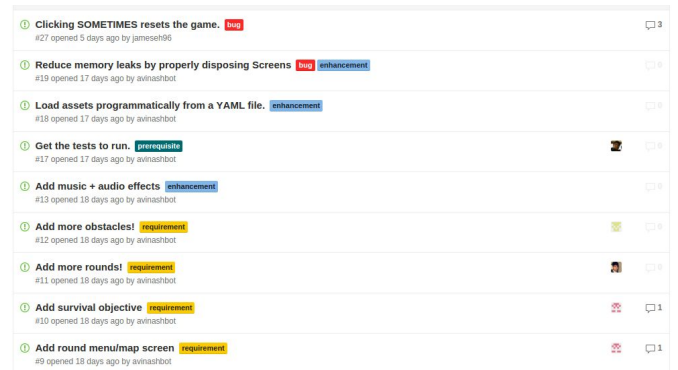 Clicking SOMETIMES resets the game. bug 3
#27 opened 5 days ago by jameseh96
Reduce memory leaks by properly disposing Screens bug enhancement 0
#19 opened 17 days ago by avinashbot
Load assets programmatically from a YAML file. enhancement 0
#18 opened 17 days ago by avinashbot
Get the tests to run. prerequisite 0
#17 opened 17 days ago by avinashbot
Add music + audio effects enhancement 0
#13 opened 18 days ago by avinashbot
Add more obstacles! requirement 0
#12 opened 18 days ago by avinashbot
Add more rounds! requirement 0
#11 opened 18 days ago by avinashbot
Add survival objective requirement 1
#10 opened 18 days ago by avinashbot
Add round menu/map screen requirement 1
#9 opened 18 days ago by avinashbot